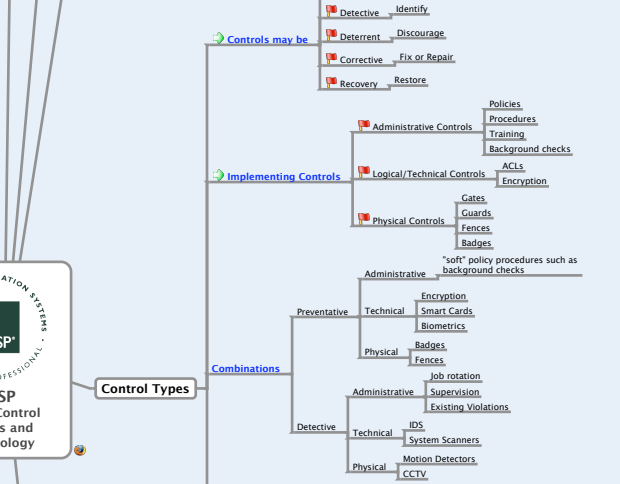 Detective
Identify
Controls may be
Deterrent
Discourage
Corrective
Fix or Repair
Recovery
Restore
Implementing Controls
Administrative Controls
Policies
Procedures
Training
Background checks
Logical/Technical Controls
ACLs
Encryption
Physical Controls
Gates
Guards
Fences
Badges
Control Types
Combinations
Preventative
Administrative
"soft" policy procedures such as
background checks
Technical
Encryption
Smart Cards
Biometrics
Physical
Badges
Fences
Detective
Administrative
Job rotation
Supervision
Existing Violations
Technical
IDS
System Scanners
Physical
Motion Detectors
CCTV
ATION SYSTEMS
SP
OFESSIONAL
SP
Control
s and
ology